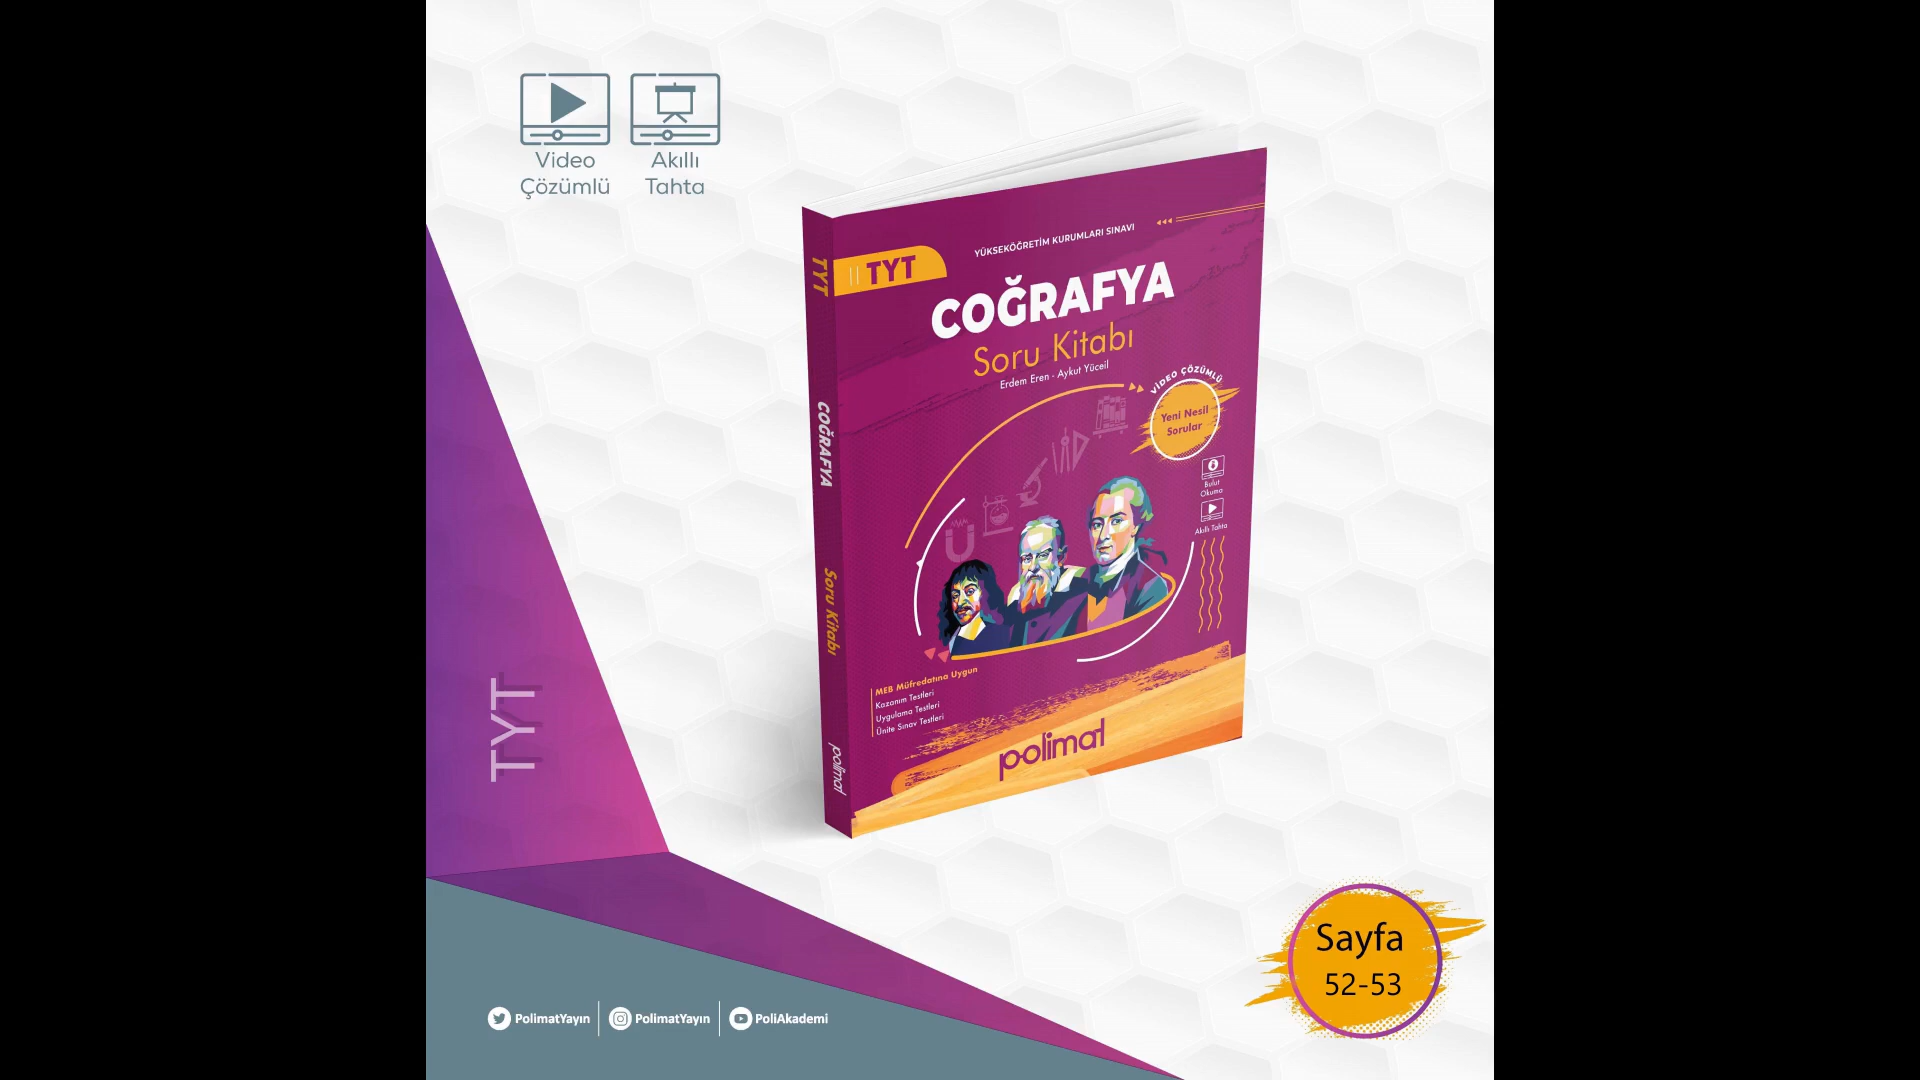 Video
Çözümlü
Akıllı
Tahta
YÜKSEKÖĞRETİM KURUMLARI SINAVI
TYT
COĞRAFYA
Soru Kitabı
Erdem Eren - Aykut Yüceil
VİDEO ÇÖZÜMLÜ
Yeni Nesil
Sorular
Bulut
Okuma
Akıllı Tahta
MEB Müfredatına Uygun
Kazanım Testleri
Uygulama Testleri
Ünite Sınav Testleri
polimat
TYT
COĞRAFYA
Soru Kitabı
polimat
TYT
Sayfa
52-53
PolimatYayın
PolimatYayın
PoliAkademi